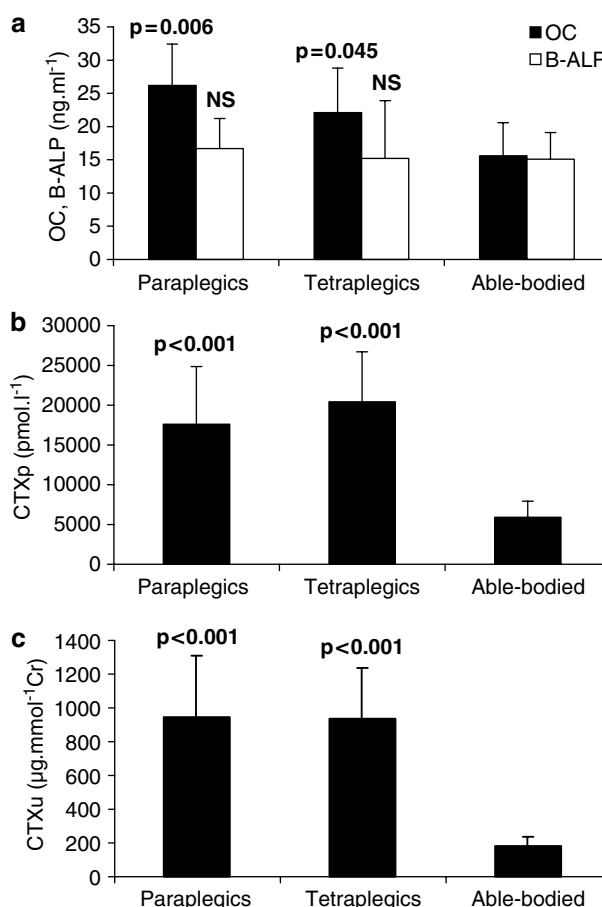 a
OC, B-ALP (ng.ml⁻¹)
35
30
25
20
15
10
5
0
p=0.006
NS
p=0.045
NS
OC
B-ALP
Paraplegics
Tetraplegics
Able-bodied
b
CTXp (pmol.l⁻¹)
30000
25000
20000
15000
10000
5000
0
p<0.001
p<0.001
Paraplegics
Tetraplegics
Able-bodied
c
CTXu (µg.mmol⁻¹Cr)
1400
1200
1000
800
600
400
200
0
p<0.001
p<0.001
Paraplegics
Tetraplegics
Able-bodied